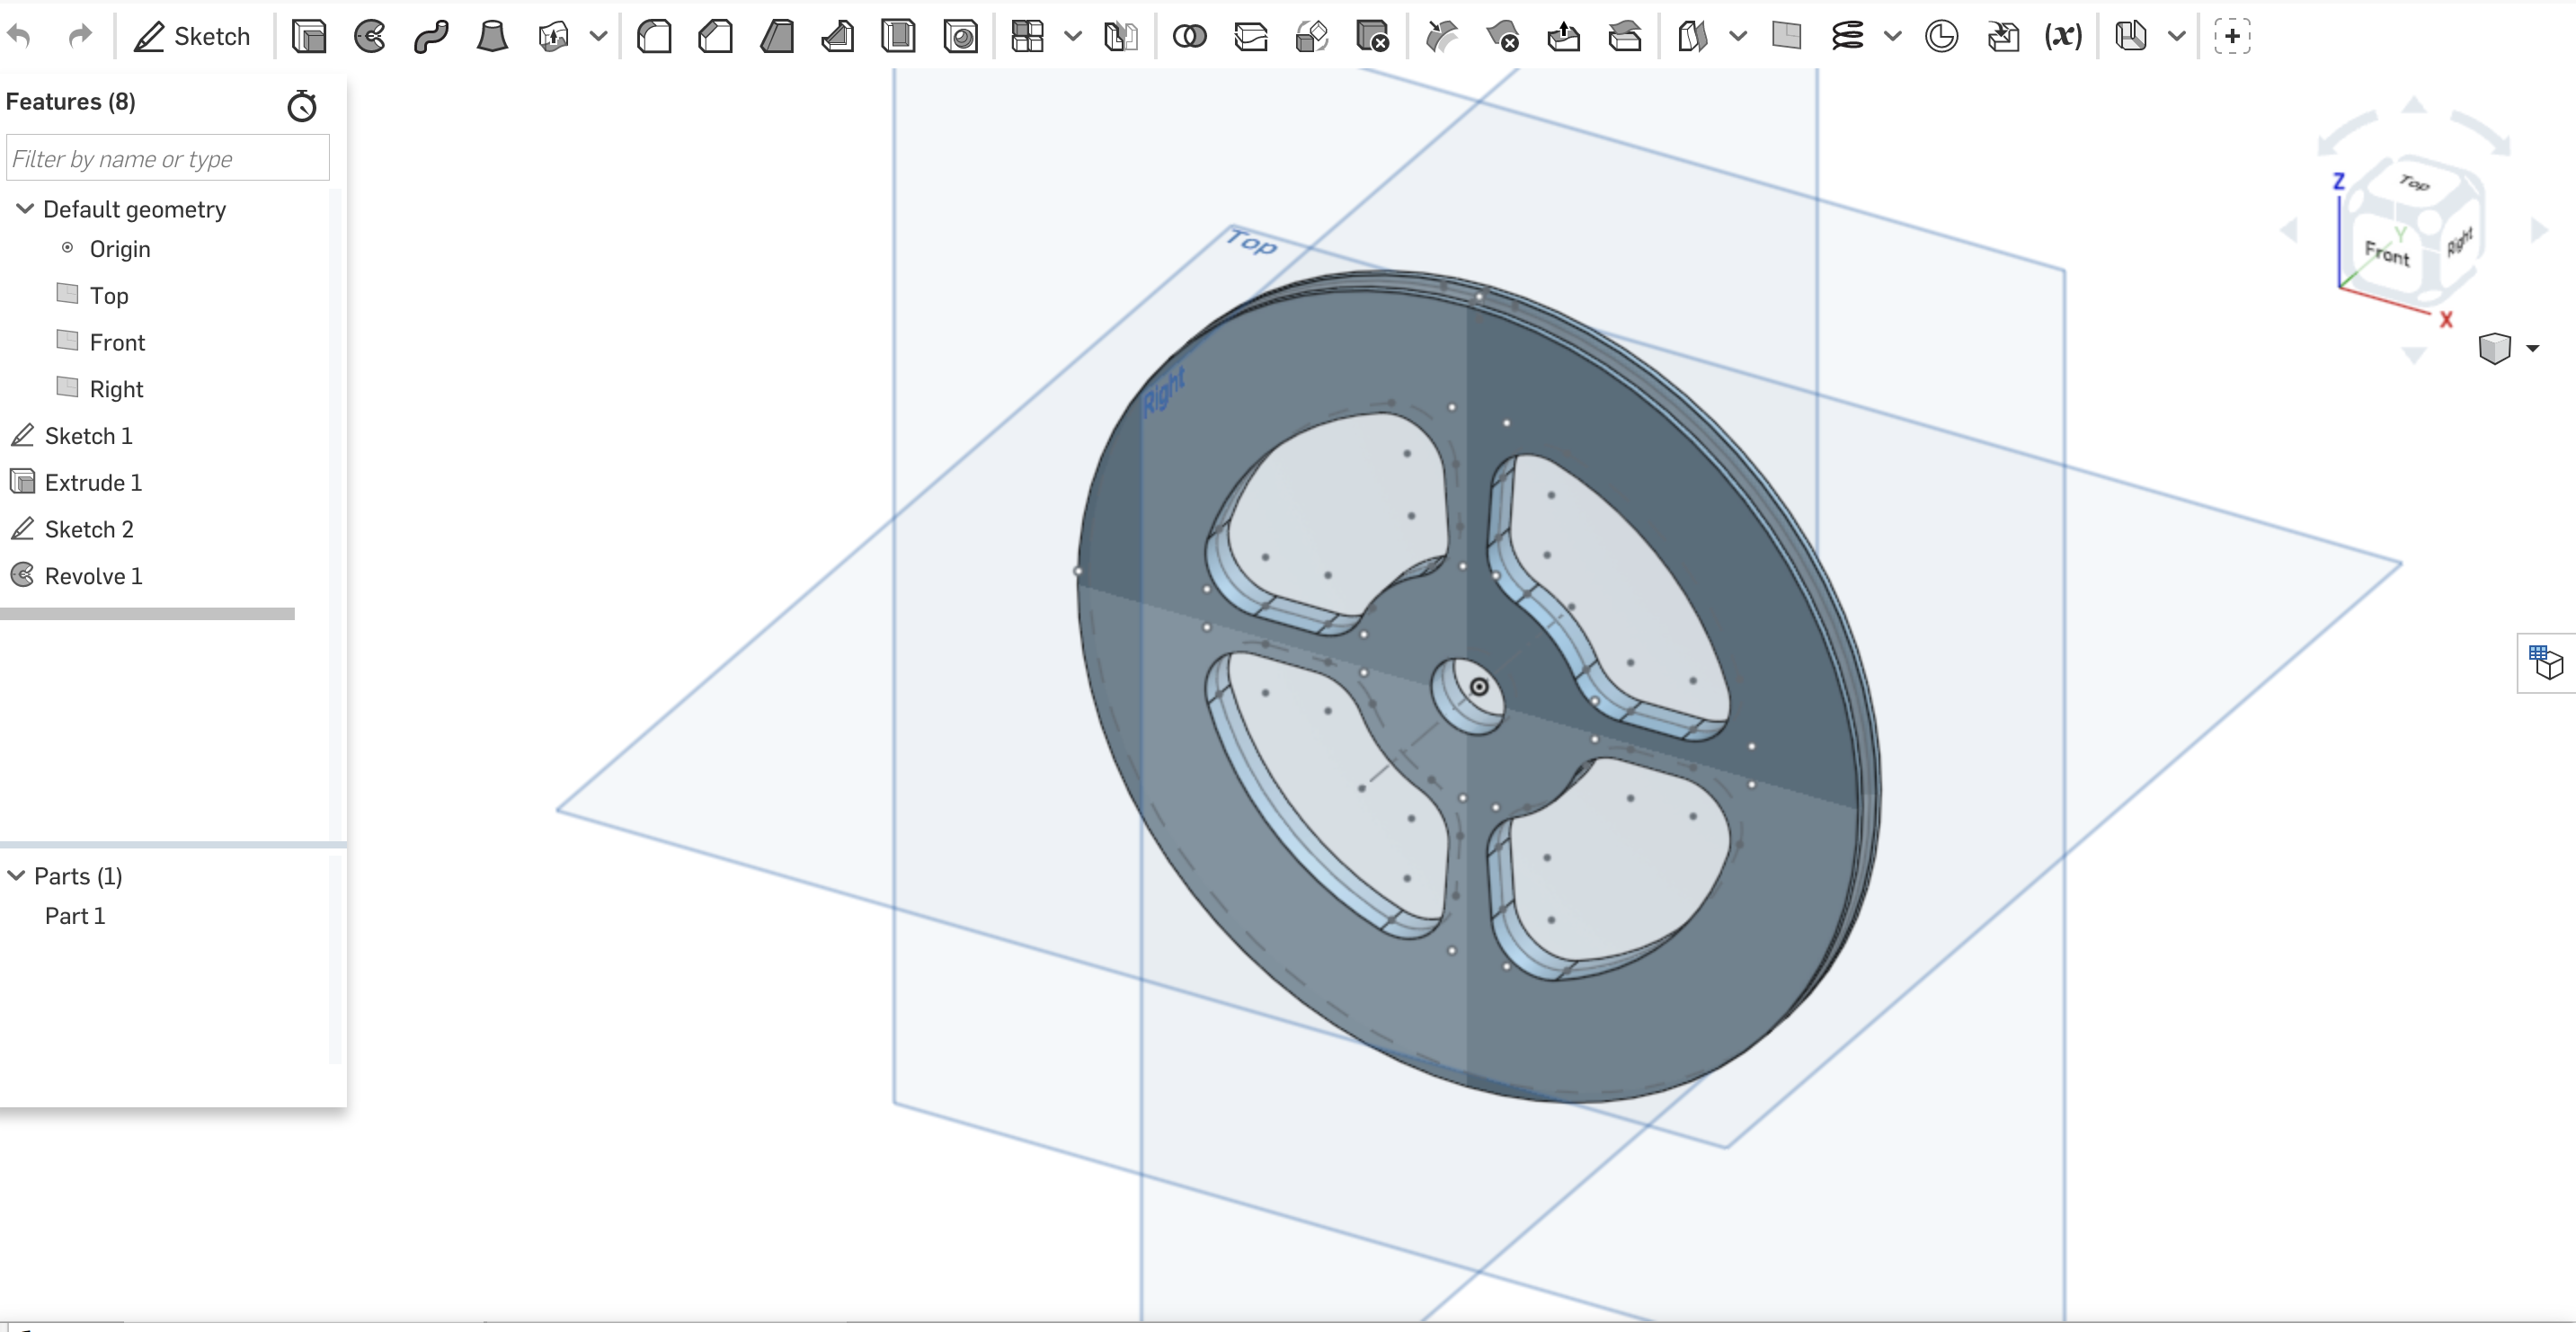 Sketch
(x)
Features (8)
Filter by name or type
Default geometry
Origin
Top
Front
Right
Sketch 1
Extrude 1
Sketch 2
Revolve 1
Parts (1)
Part 1
Top
Right
Z
Top
Y
Front
Right
X